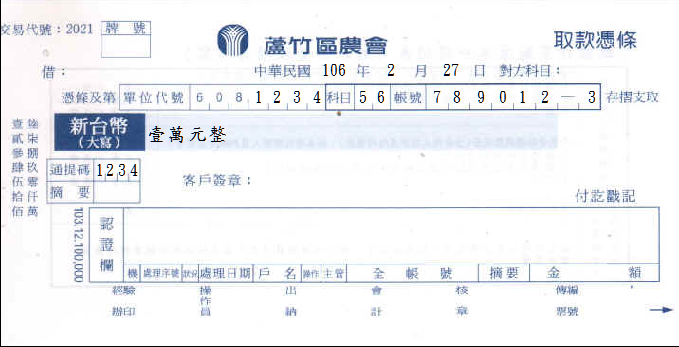 交易代號：2021 牌號
蘆竹區農會
取款憑條
借：
中華民國 106 年 2 月 27 日 對方科目：
憑條及第 單位代號 6 0 8 1 2 3 4 科目 5 6 帳號 7 8 9 0 1 2 — 3 存摺支取
壹貳參肆伍拾佰
陸柒捌玖零仟萬
新台幣
(大寫)
壹萬元整
通提碼 1 2 3 4
摘要
客戶簽章：
付訖戳記
103.12.100,000
認證欄
機 處理序號 狀況 處理日期 戶名 操作 主管 全帳號 摘要 金額
經辦 驗印 操作員 出納 會計 核章 傳票 編號